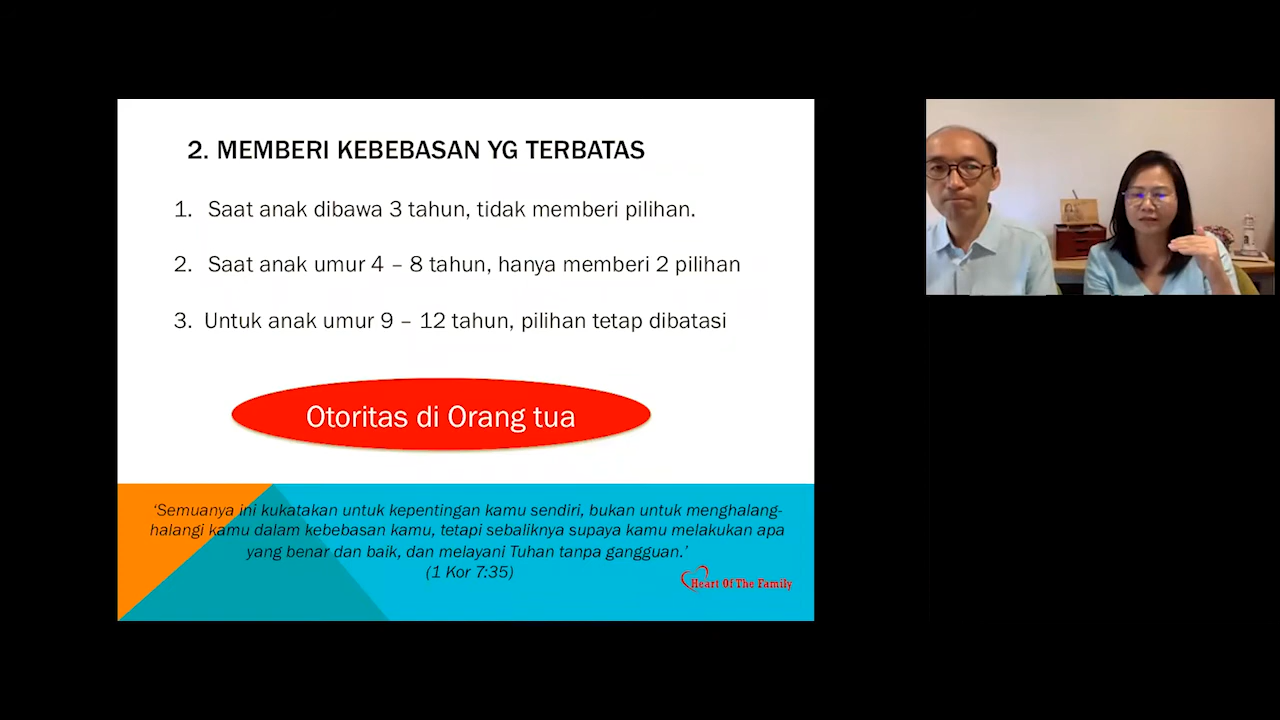 2. MEMBERI KEBEBASAN YG TERBATAS
1. Saat anak dibawa 3 tahun, tidak memberi pilihan.
2. Saat anak umur 4 – 8 tahun, hanya memberi 2 pilihan
3. Untuk anak umur 9 – 12 tahun, pilihan tetap dibatasi
Otoritas di Orang tua
‘Semuanya ini kukatakan untuk kepentingan kamu sendiri, bukan untuk menghalang-
halangi kamu dalam kebebasan kamu, tetapi sebaliknya supaya kamu melakukan apa
yang benar dan baik, dan melayani Tuhan tanpa gangguan.’
(1 Kor 7:35)
Heart Of The Family